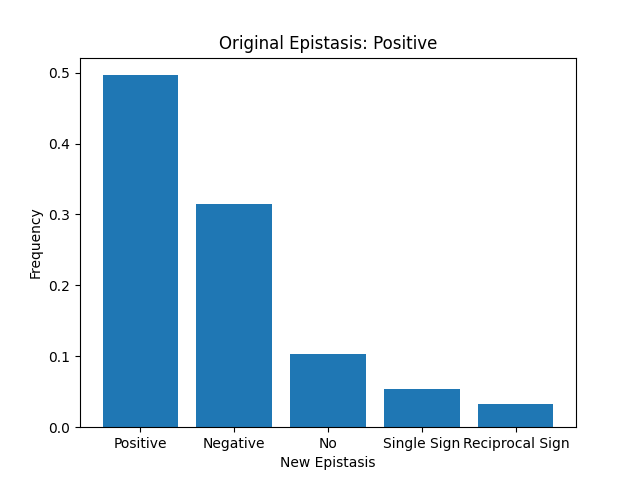 Original Epistasis: Positive
0.5
0.4
0.3
0.2
0.1
0.0
Frequency
Positive Negative No Single Sign Reciprocal Sign
New Epistasis